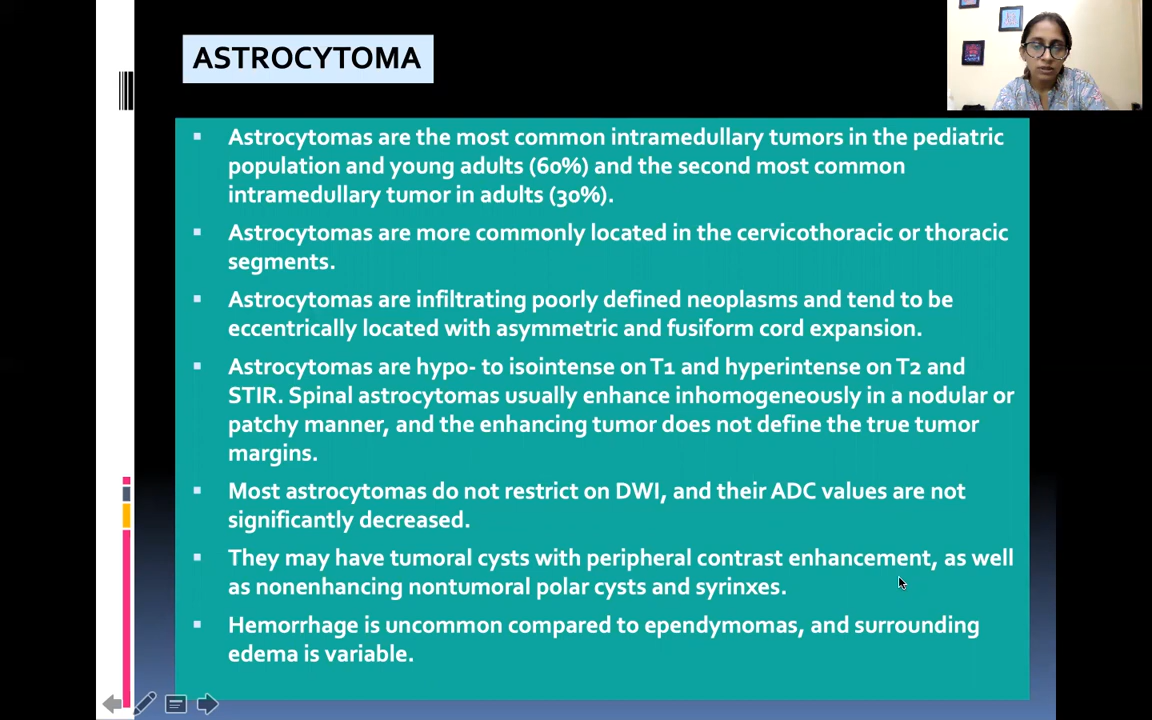 ASTROCYTOMA
Astrocytomas are the most common intramedullary tumors in the pediatric
population and young adults (60%) and the second most common
intramedullary tumor in adults (30%).
Astrocytomas are more commonly located in the cervicothoracic or thoracic
segments.
Astrocytomas are infiltrating poorly defined neoplasms and tend to be
eccentrically located with asymmetric and fusiform cord expansion.
Astrocytomas are hypo- to isointense on T1 and hyperintense on T2 and
STIR. Spinal astrocytomas usually enhance inhomogeneously in a nodular or
patchy manner, and the enhancing tumor does not define the true tumor
margins.
Most astrocytomas do not restrict on DWI, and their ADC values are not
significantly decreased.
They may have tumoral cysts with peripheral contrast enhancement, as well
as nonenhancing nontumoral polar cysts and syrinxes.
Hemorrhage is uncommon compared to ependymomas, and surrounding
edema is variable.